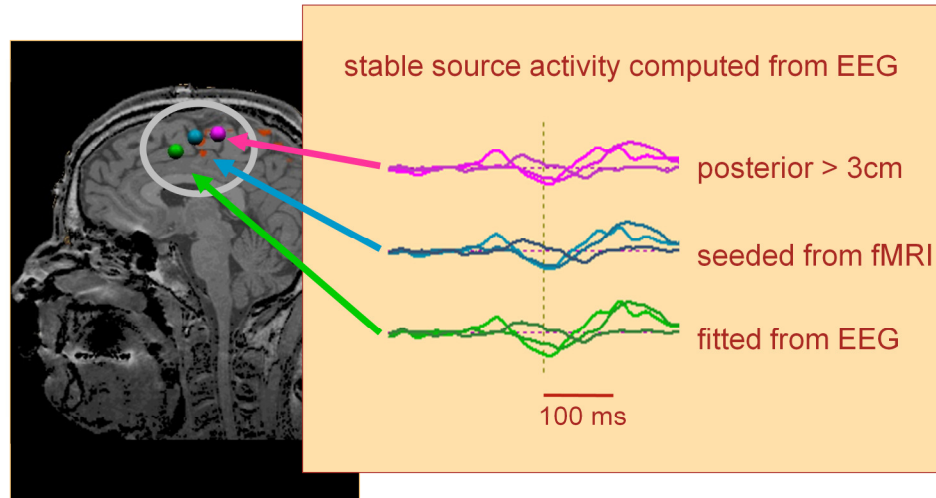 stable source activity computed from EEG
posterior > 3cm
seeded from fMRI
fitted from EEG
100 ms